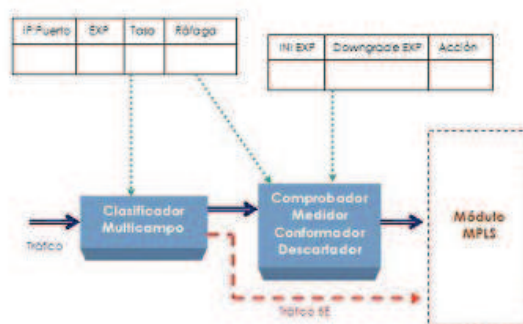 IP Puerto EXP Tasa Ráfaga
INI EXP Downgrade EXP Acción
Clasificador
Multicampo
Comprobador
Medidor
Conformador
Descartador
Módulo
MPLS
Tráfico
Tráfico BE